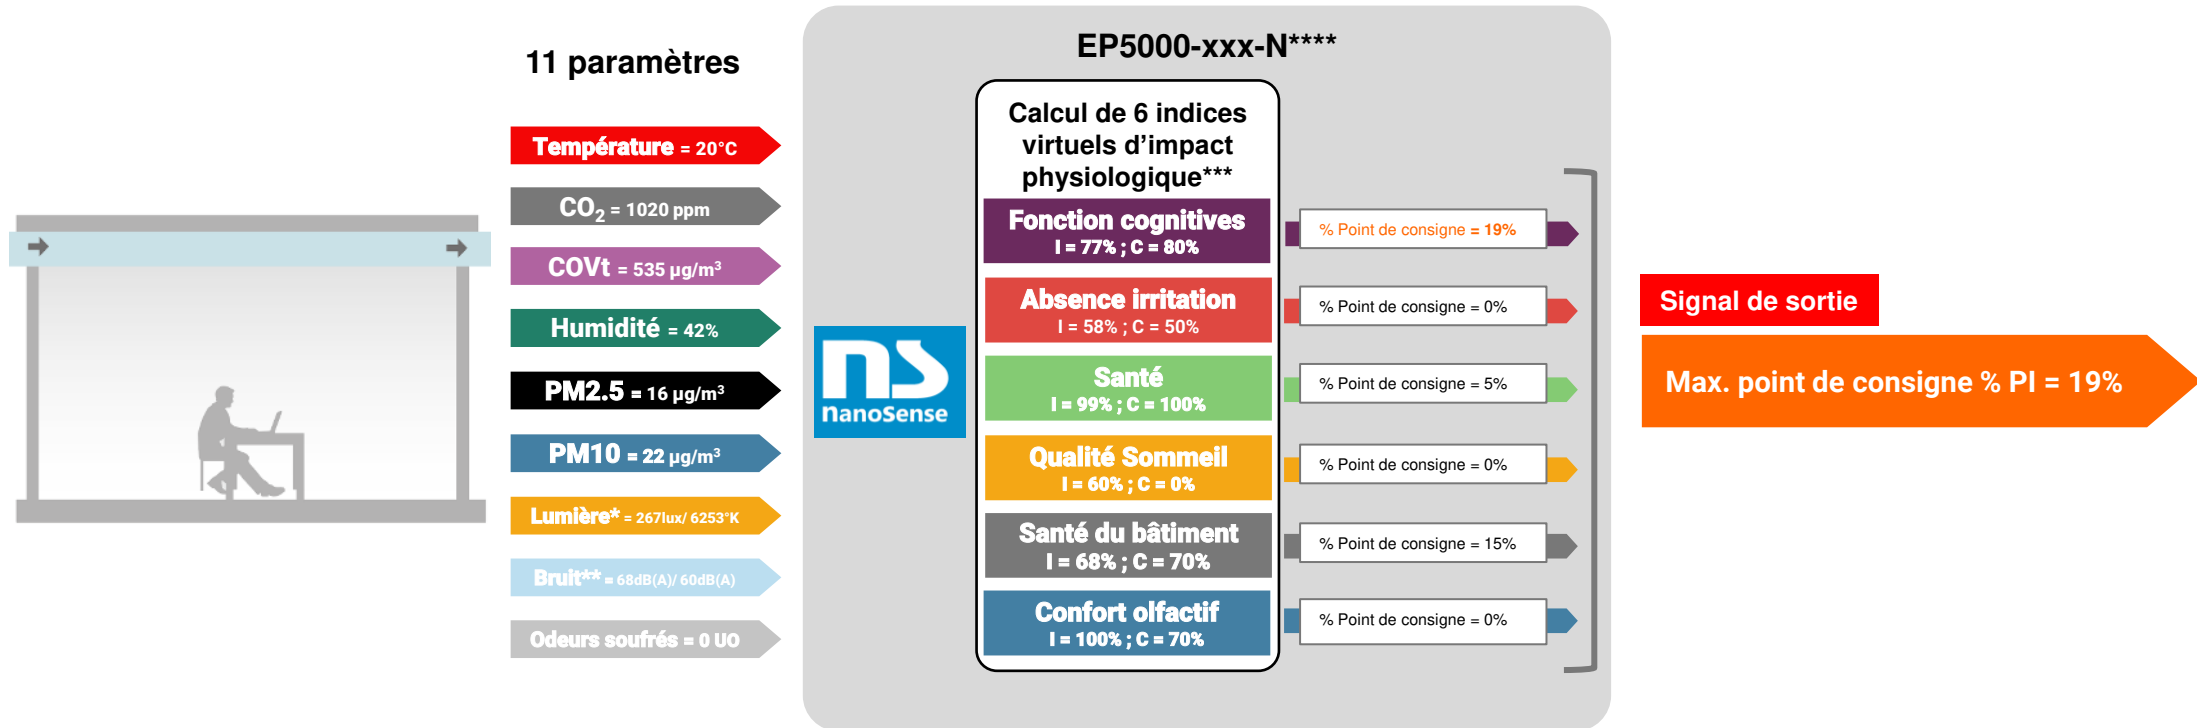 11 paramètres
Température = 20°C
CO₂ = 1020 ppm
COVt = 535 µg/m³
Humidité = 42%
PM2.5 = 16 µg/m³
PM10 = 22 µg/m³
Lumière* = 267lux/ 6253°K
Bruit** = 68dB(A)/ 60dB(A)
Odeurs soufrés = 0 UO
EP5000-xxx-N****
ns
nanoSense
Calcul de 6 indices
virtuels d’impact
physiologique***
Fonction cognitives
I = 77% ; C = 80%
% Point de consigne = 19%
Absence irritation
I = 58% ; C = 50%
% Point de consigne = 0%
Santé
I = 99% ; C = 100%
% Point de consigne = 5%
Qualité Sommeil
I = 60% ; C = 0%
% Point de consigne = 0%
Santé du bâtiment
I = 68% ; C = 70%
% Point de consigne = 15%
Confort olfactif
I = 100% ; C = 70%
% Point de consigne = 0%
Signal de sortie
Max. point de consigne % PI = 19%